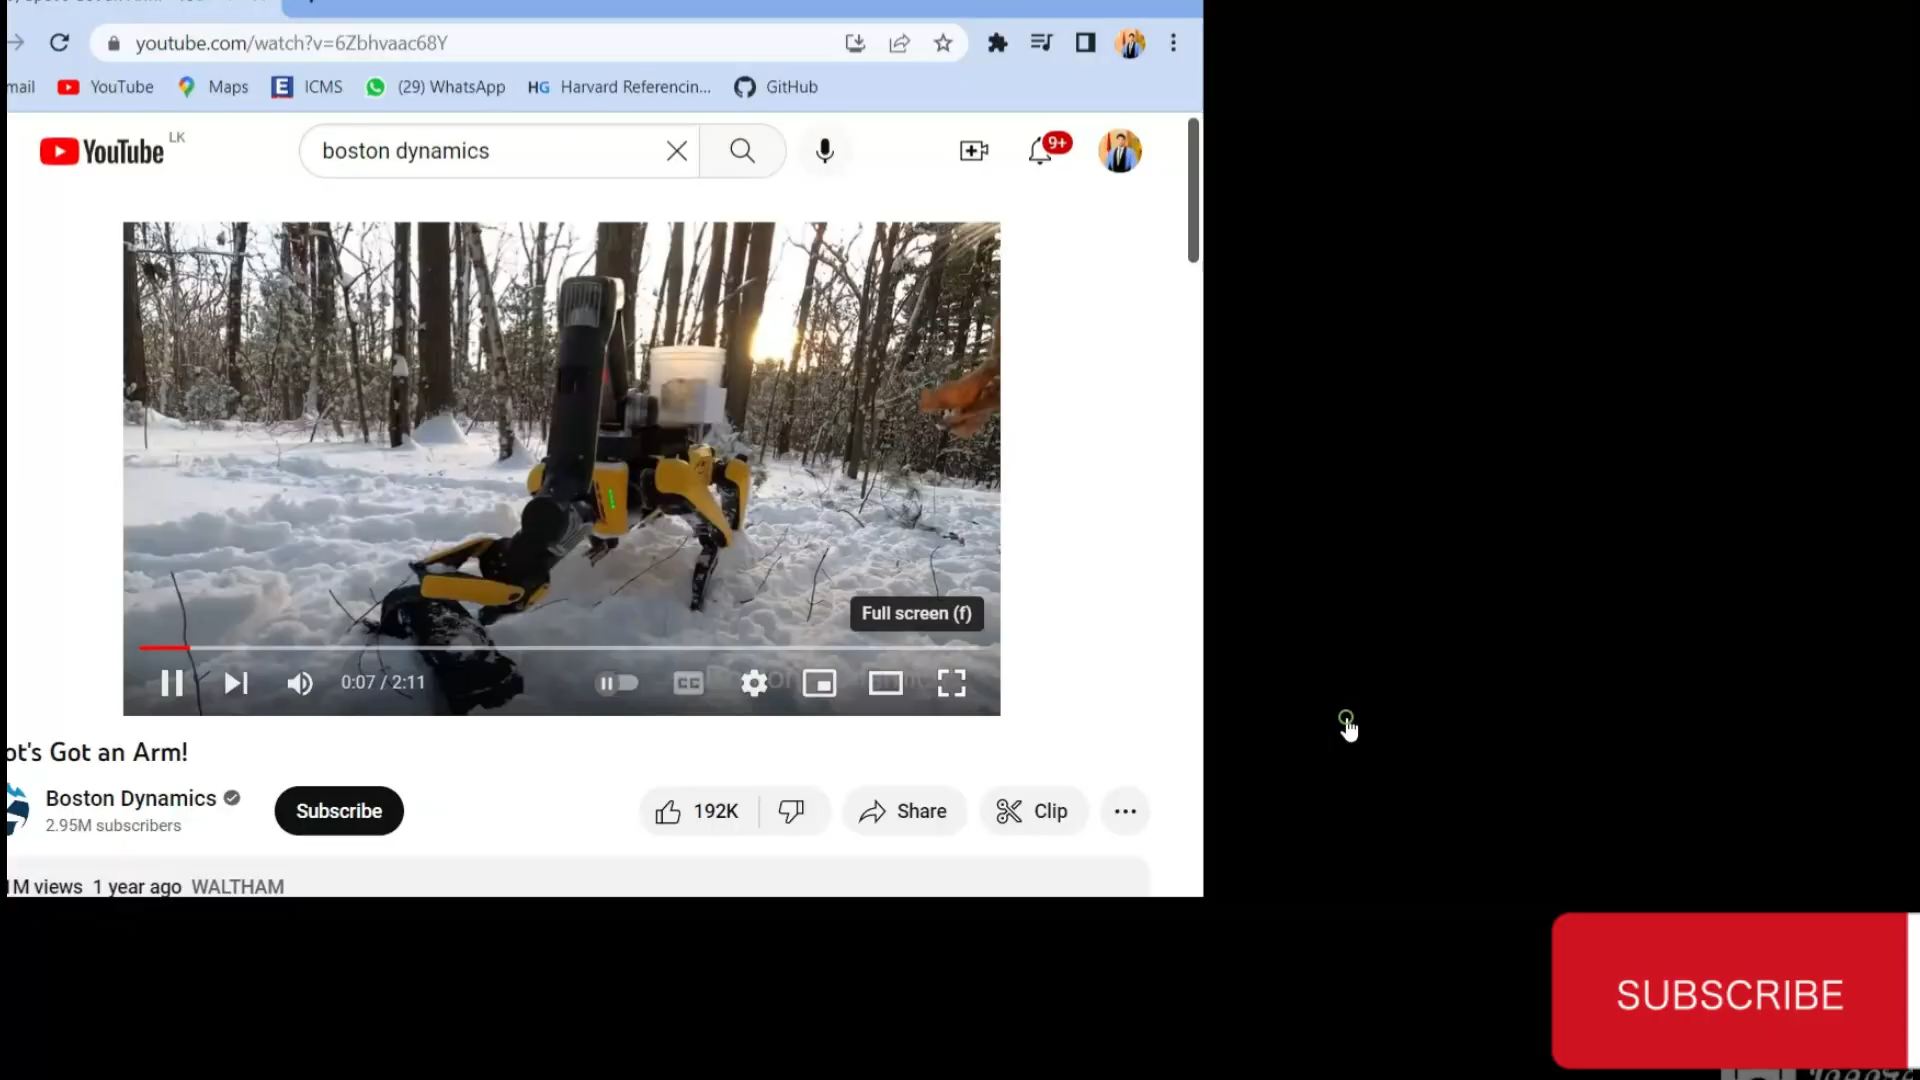 youtube.com/watch?v=6Zbhvaac68Y
mail YouTube Maps ICMS (29) WhatsApp HG Harvard Referencin... GitHub
YouTube LK
boston dynamics
9+
Full screen (f)
0:07 / 2:11
CC
ot's Got an Arm!
Boston Dynamics
2.95M subscribers
Subscribe
192K
Share
Clip
1M views 1 year ago WALTHAM
SUBSCRIBE